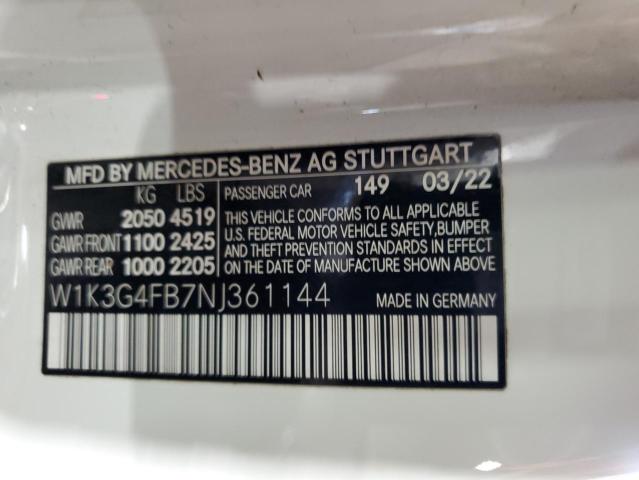 MFD BY MERCEDES-BENZ AG STUTTGART
KG LBS
GVWR 2050 4519
GAWR FRONT 1100 2425
GAWR REAR 1000 2205
PASSENGER CAR 149 03/22
THIS VEHICLE CONFORMS TO ALL APPLICABLE
U.S. FEDERAL MOTOR VEHICLE SAFETY,BUMPER
AND THEFT PREVENTION STANDARDS IN EFFECT
ON THE DATE OF MANUFACTURE SHOWN ABOVE.
W1K3G4FB7NJ361144
MADE IN GERMANY